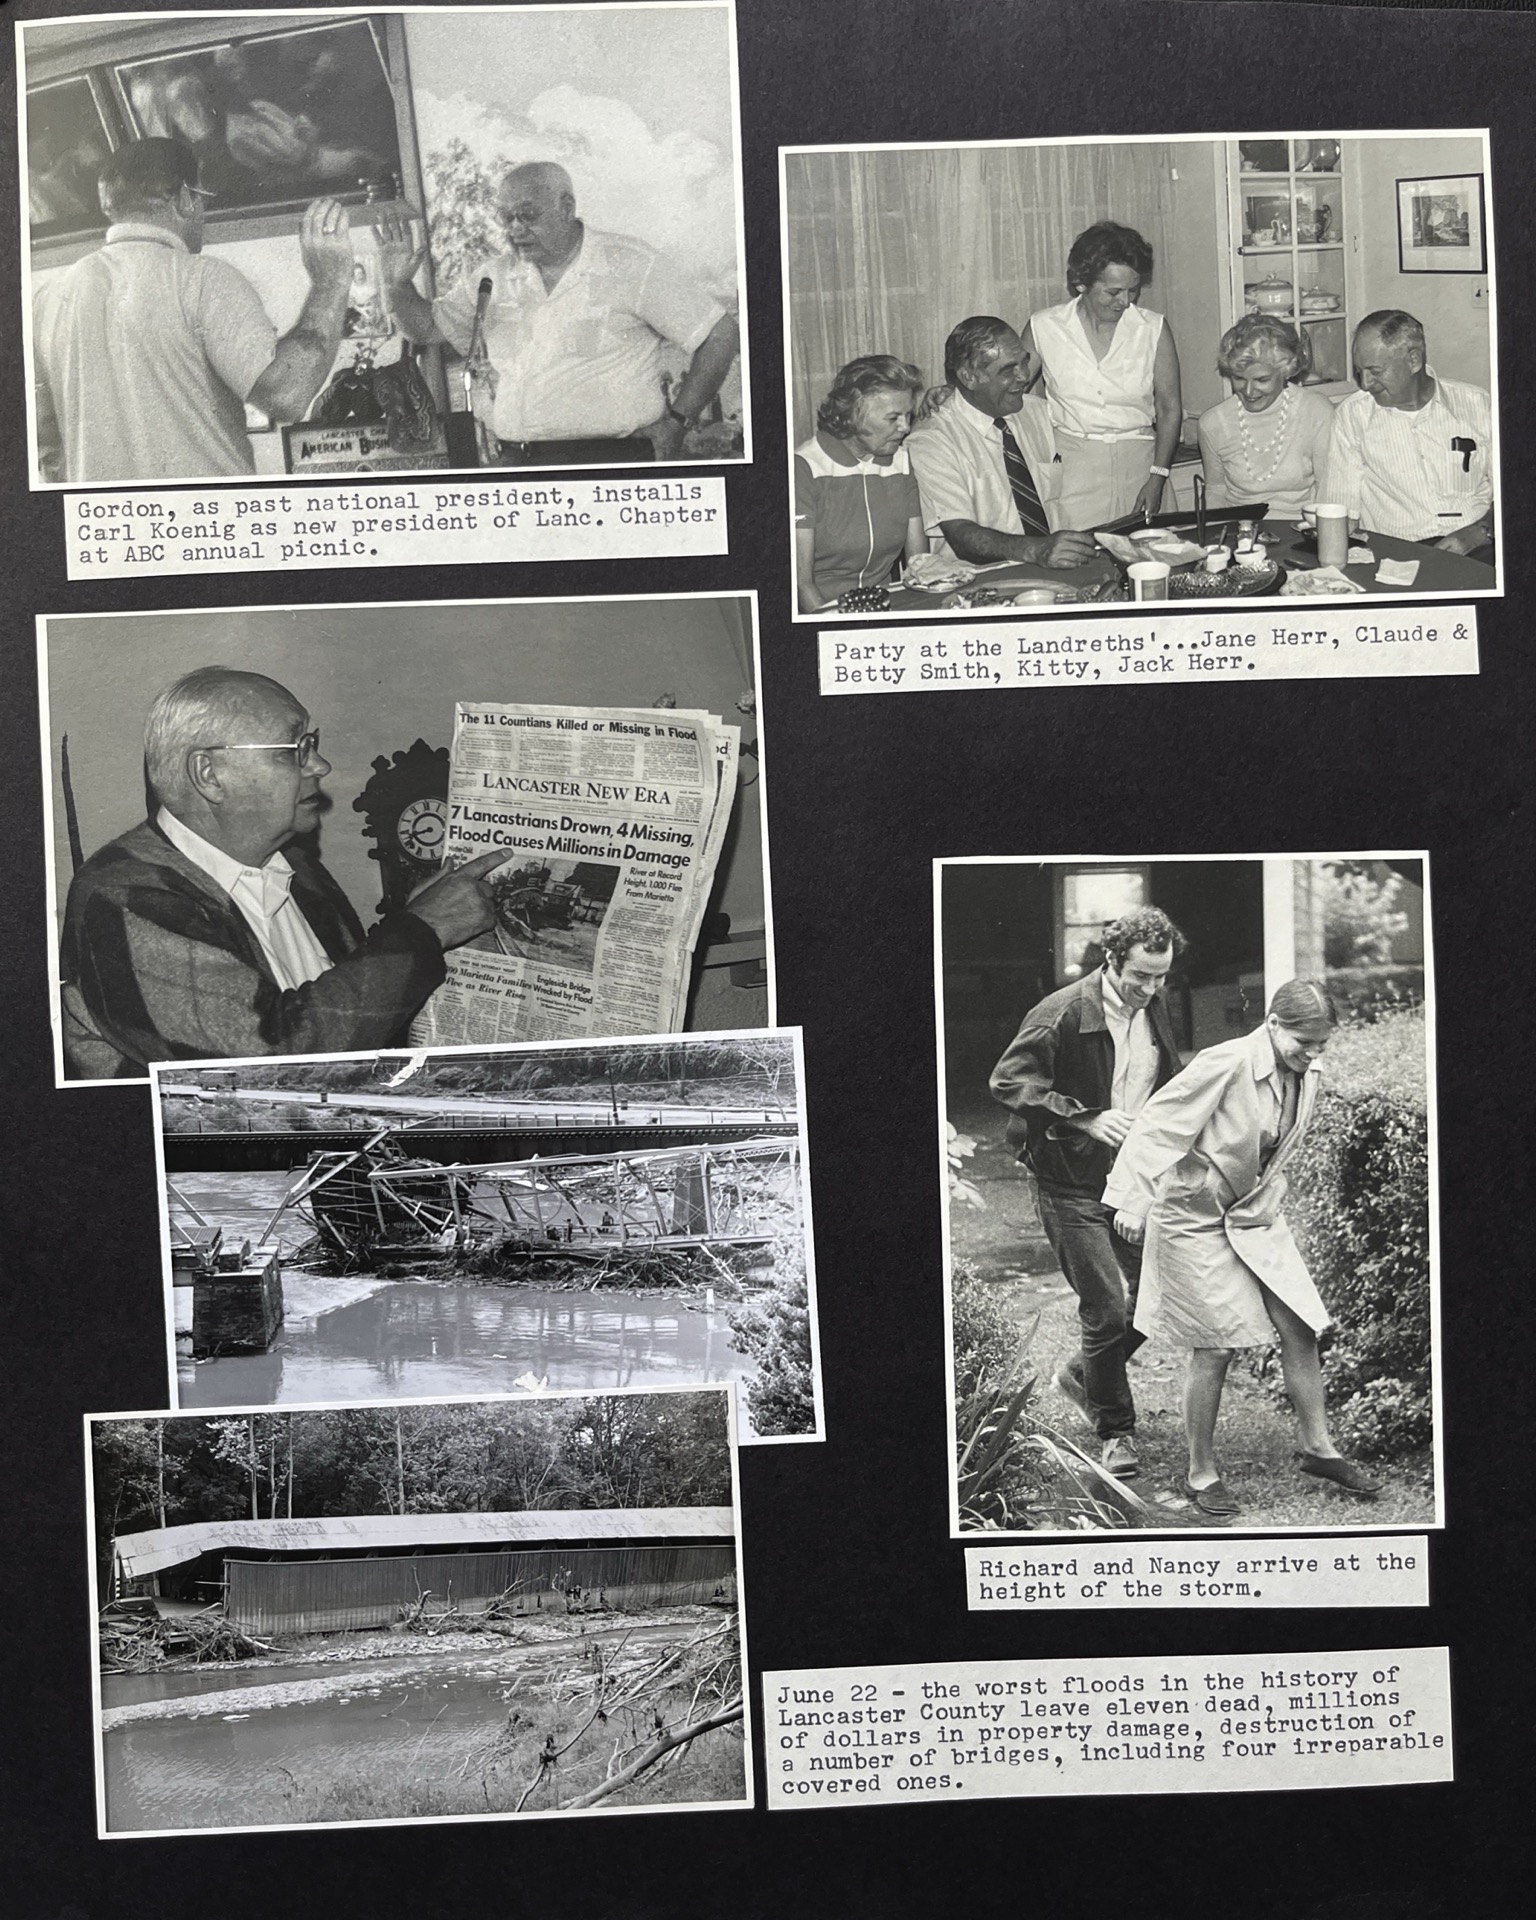 LANCASTER
AMERICAN BUSIN
Gordon, as past national president, installs
Carl Koenig as new president of Lanc. Chapter
at ABC annual picnic.
Party at the Landreths'...Jane Herr, Claude &
Betty Smith, Kitty, Jack Herr.
The 11 Countians Killed or Missing in Flood
LANCASTER NEW ERA
7 Lancastrians Drown, 4 Missing,
Flood Causes Millions in Damage
River at Record
Height, 1,000 Flee
From Marietta
00 Marietta Families
Flee as River Rises
Engleside Bridge
Wrecked by Flood
Richard and Nancy arrive at the
height of the storm.
June 22 - the worst floods in the history of
Lancaster County leave eleven dead, millions
of dollars in property damage, destruction of
a number of bridges, including four irreparable
covered ones.